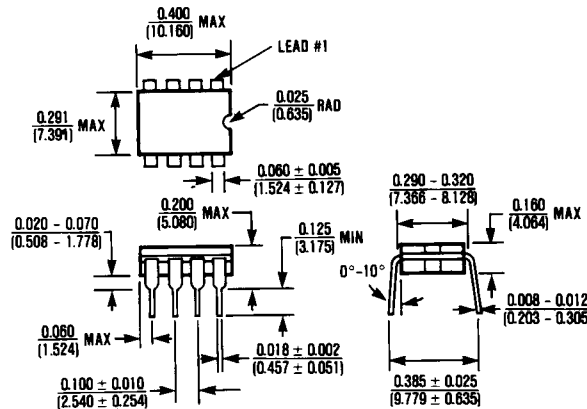 0.400
(10.160) MAX
LEAD #1
0.025
(0.635) RAD
0.291
(7.391) MAX
0.060 ± 0.005
(1.524 ± 0.127)
0.290 - 0.320
(7.366 - 8.128)
0.200
(5.080) MAX
0.160
(4.064) MAX
0.020 - 0.070
(0.508 - 1.778)
0.125
(3.175) MIN
0°-10°
0.008 - 0.012
(0.203 - 0.305)
0.060
(1.524) MAX
0.018 ± 0.002
(0.457 ± 0.051)
0.100 ± 0.010
(2.540 ± 0.254)
0.385 ± 0.025
(9.779 ± 0.635)